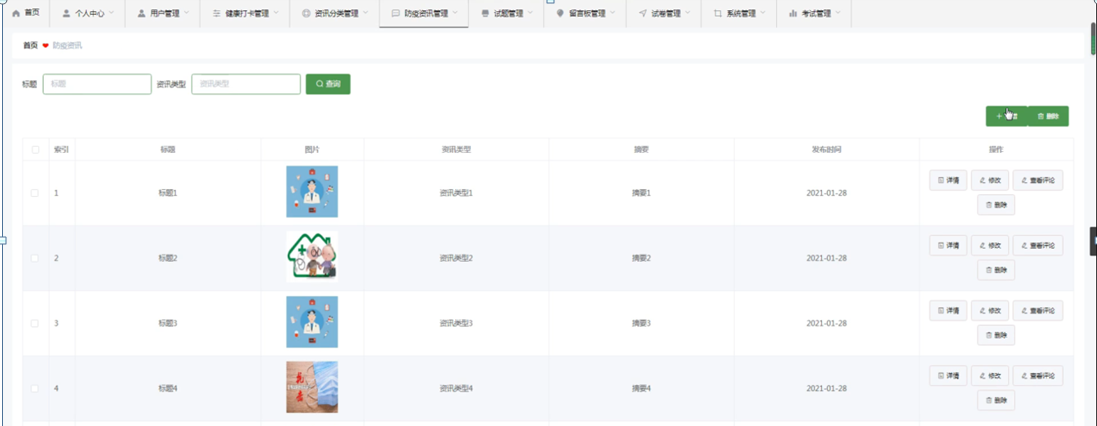 首页 个人中心 用户管理 健康打卡管理 资讯分类管理 防疫资讯管理 试题管理 留言板管理 试卷管理 系统管理 考试管理
首页 防疫资讯
标题 标题 资讯类型 资讯类型 查询
+ 删除
索引 标题 图片 资讯类型 摘要 发布时间 操作
1 标题1 资讯类型1 摘要1 2021-01-28 详情 修改 查看评论
删除
2 标题2 资讯类型2 摘要2 2021-01-28 详情 修改 查看评论
删除
3 标题3 资讯类型3 摘要3 2021-01-28 详情 修改 查看评论
删除
4 标题4 资讯类型4 摘要4 2021-01-28 详情 修改 查看评论
删除